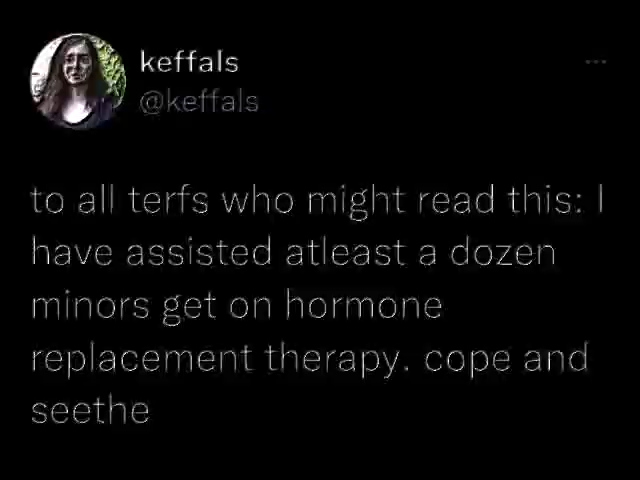 keffals
@keffals
to all terfs who might read this: I
have assisted atleast a dozen
minors get on hormone
replacement therapy. cope and
seethe